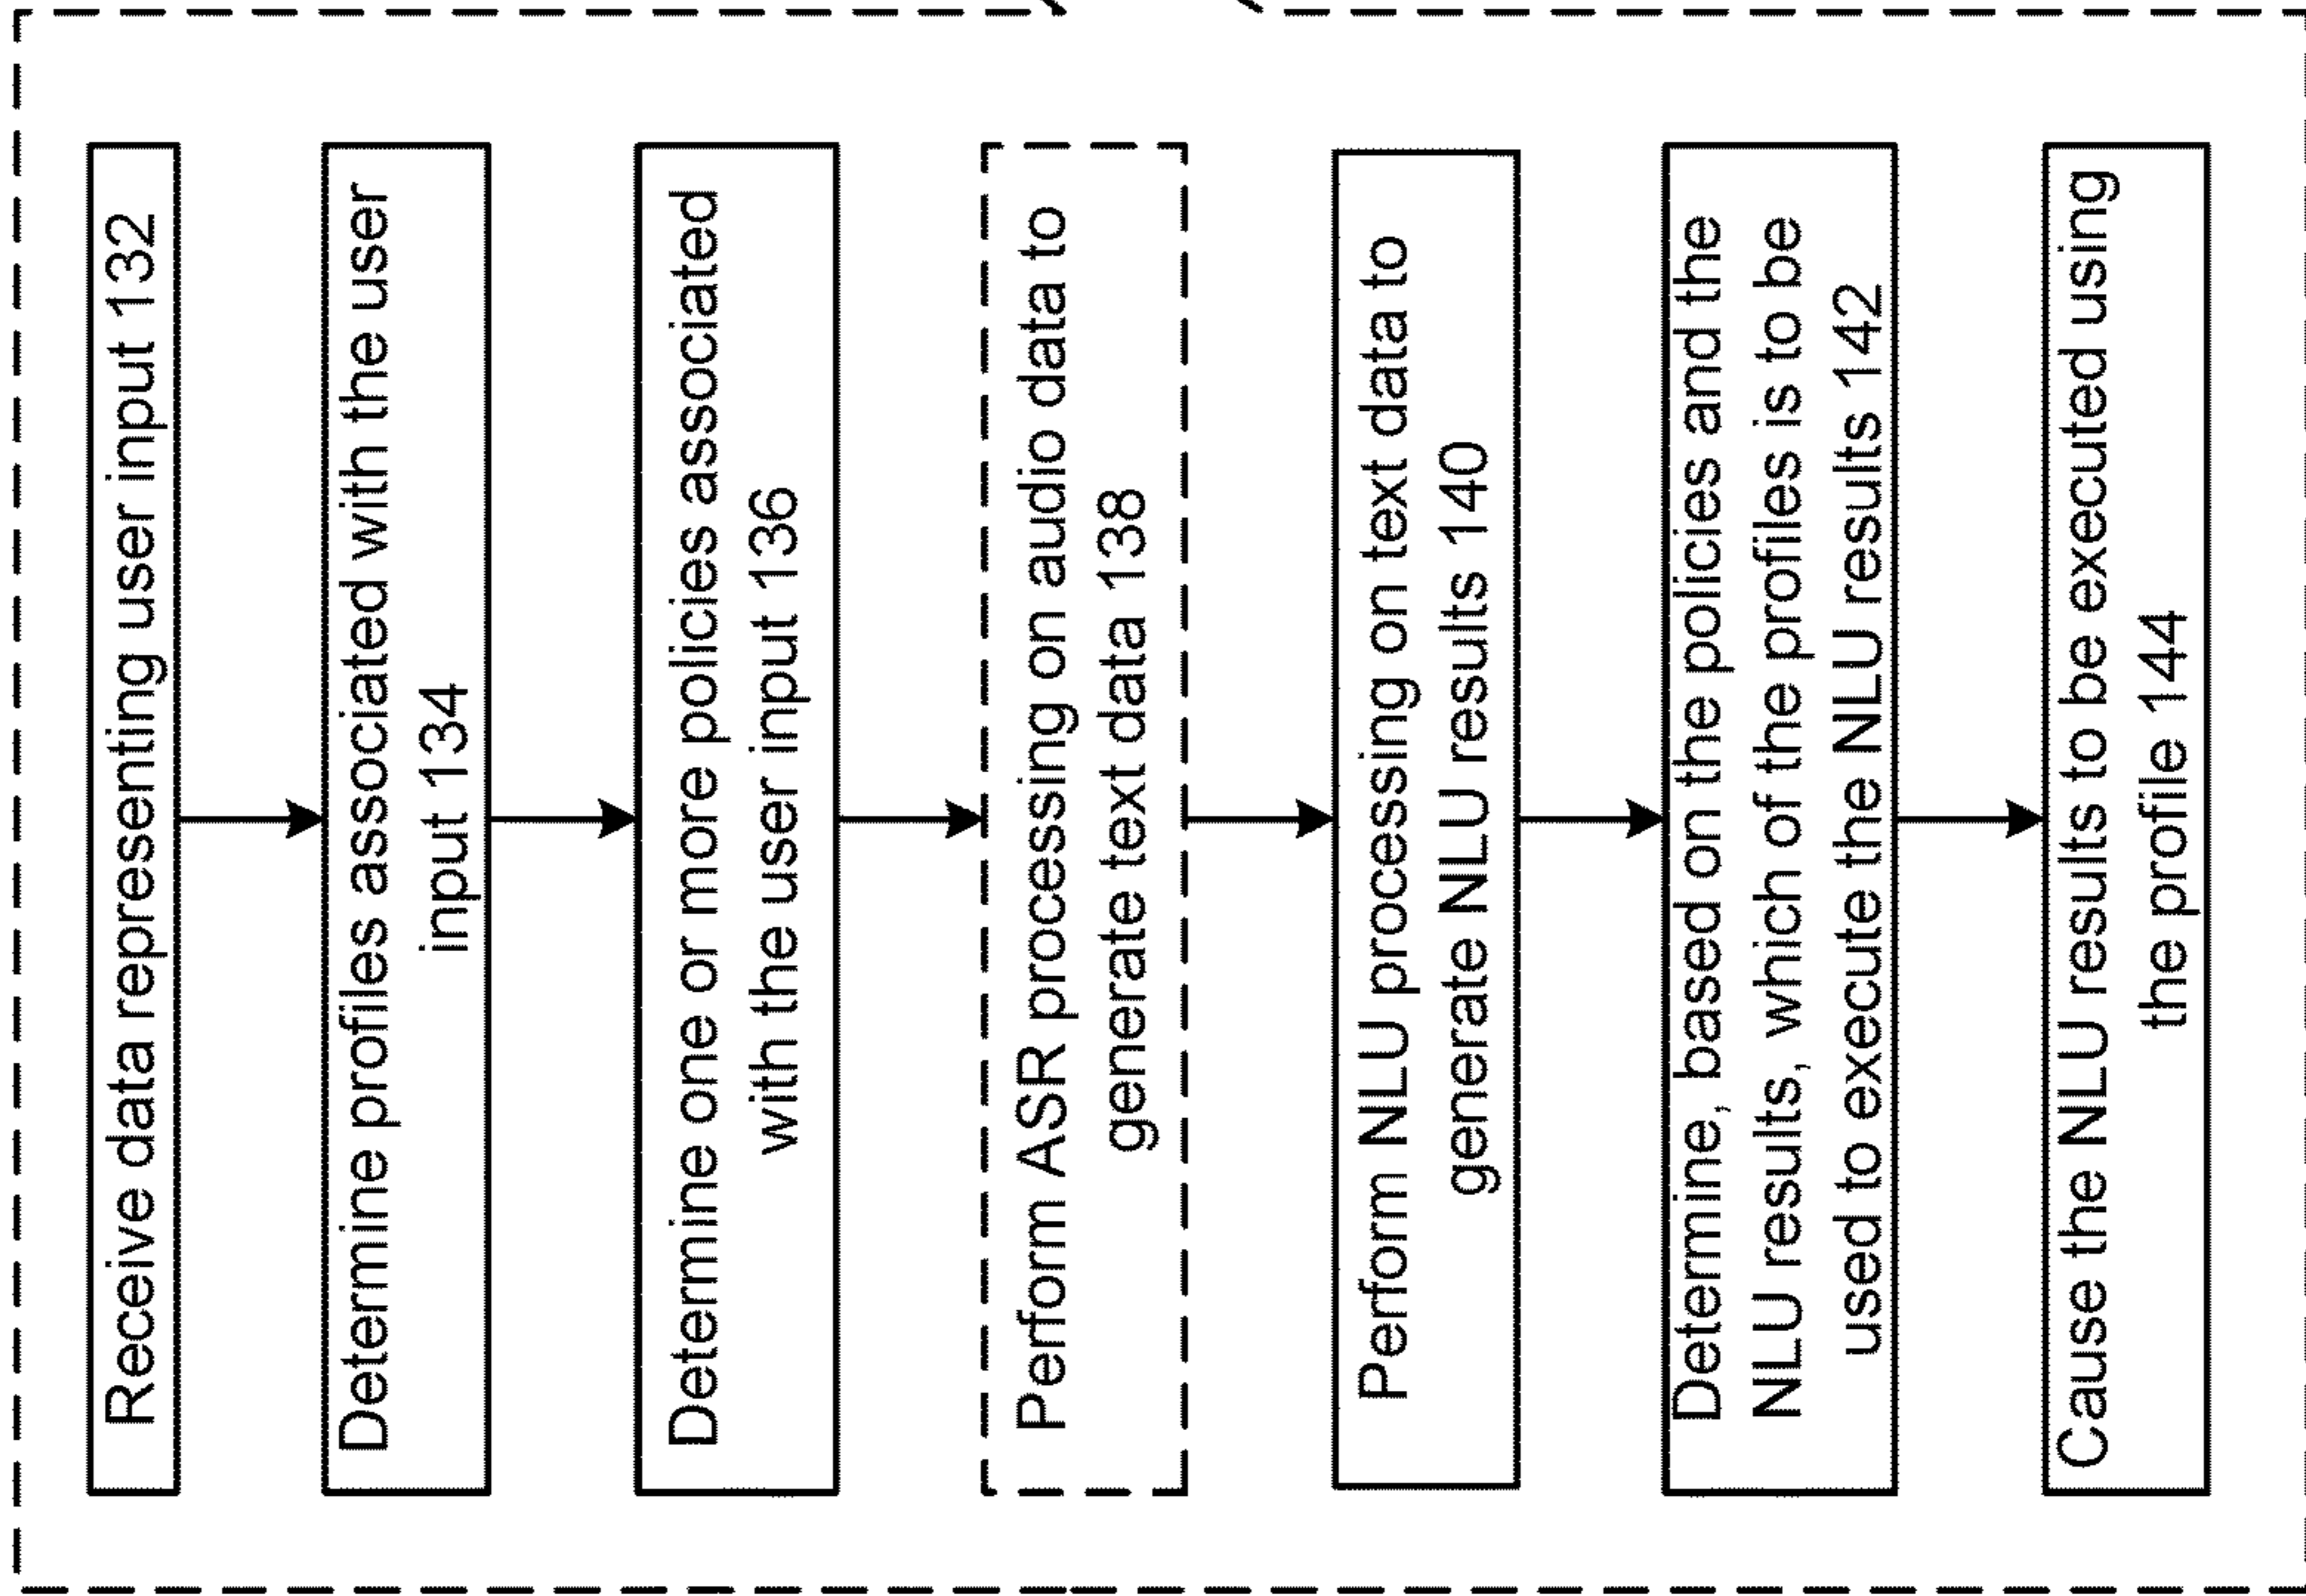 Receive data representing user input 132
Determine profiles associated with the user
input 134
Determine one or more policies associated
with the user input 136
Perform ASR processing on audio data to
generate text data 138
Perform NLU processing on text data to
generate NLU results 140
Determine, based on the policies and the
NLU results, which of the profiles is to be
used to execute the NLU results 142
Cause the NLU results to be executed using
the profile 144